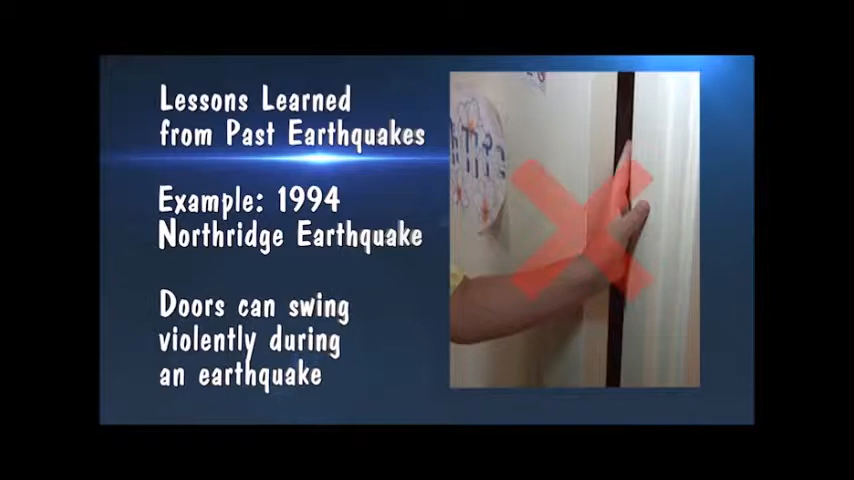 Lessons Learned
from Past Earthquakes
Example: 1994
Northridge Earthquake
Doors can swing
violently during
an earthquake